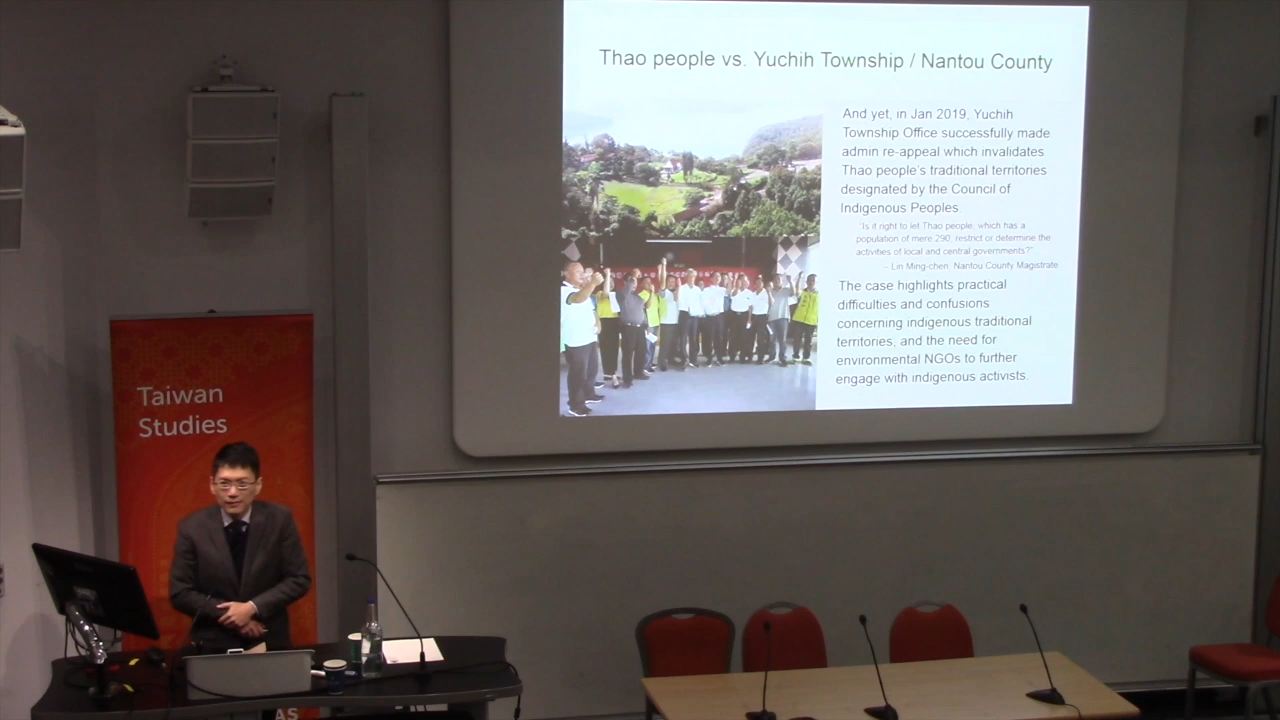 Thao people vs. Yuchih Township / Nantou County
And yet, in Jan 2019, Yuchih
Township Office successfully made
admin re-appeal which invalidates
Thao people's traditional territories
designated by the Council of
Indigenous Peoples.
"Is it right to let Thao people, which has a
population of mere 290, restrict or determine the
activities of local and central governments?"
-- Lin Ming-chen, Nantou County Magistrate
The case highlights practical
difficulties and confusions
concerning indigenous traditional
territories, and the need for
environmental NGOs to further
engage with indigenous activists.
Taiwan
Studies
AS